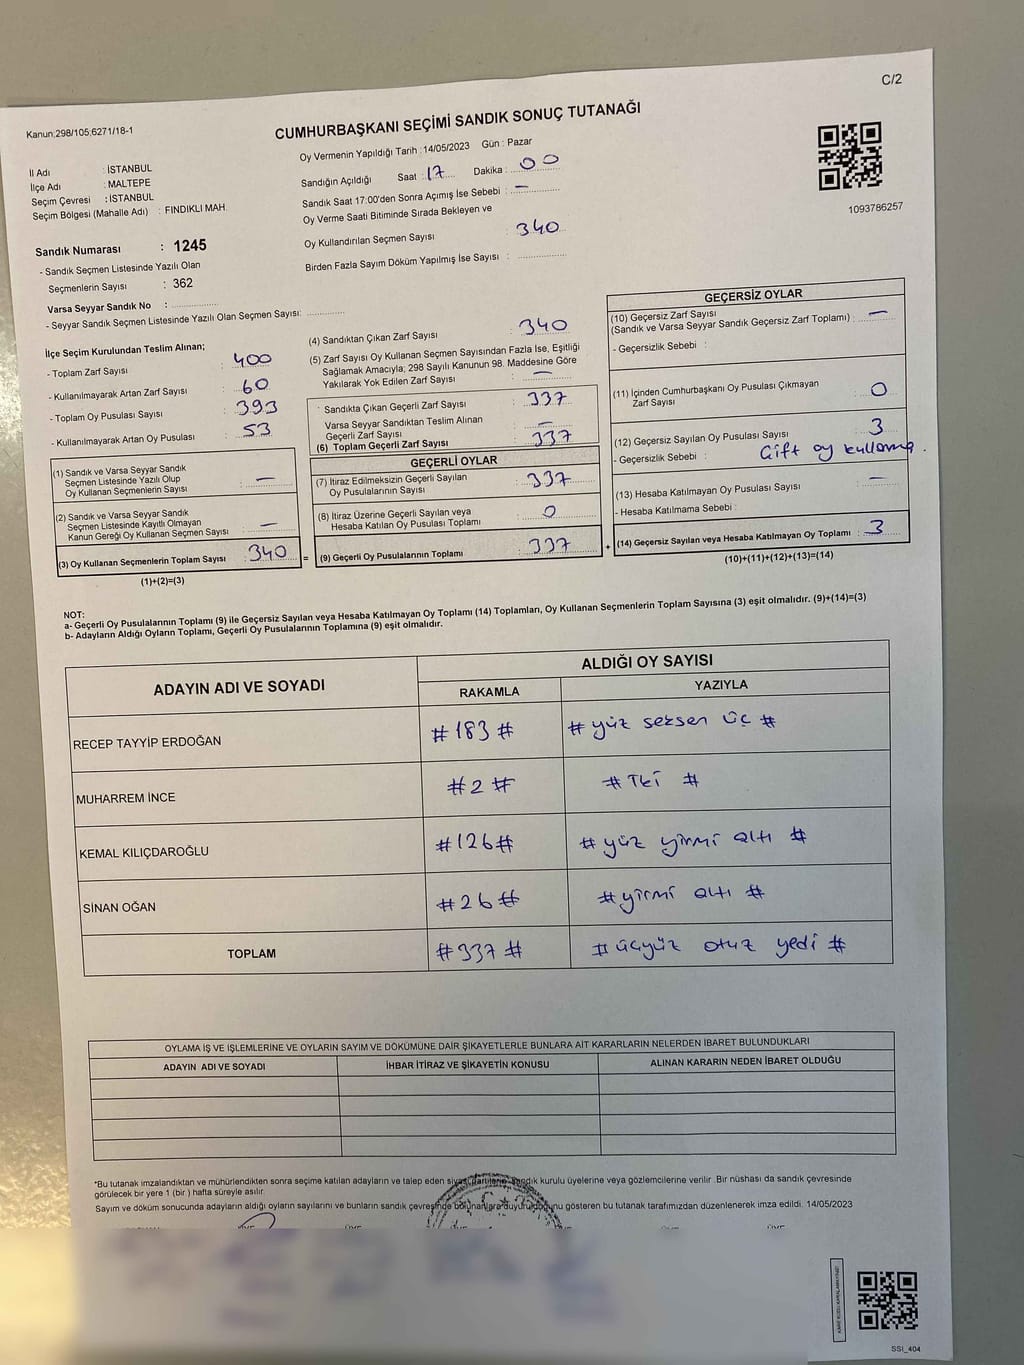 C/2
Kanun:298/105;6271/18-1
CUMHURBAŞKANI SEÇİMİ SANDIK SONUÇ TUTANAĞI
İl Adı : İSTANBUL
İlçe Adı : MALTEPE
Seçim Çevresi : İSTANBUL
Seçim Bölgesi (Mahalle Adı) : FINDIKLI MAH.
Oy Vermenin Yapıldığı Tarih : 14/05/2023 Gün : Pazar
Sandığın Açıldığı Saat : 17 Dakika : 00
Sandık Saat 17:00'den Sonra Açımış İse Sebebi : —
Oy Verme Saati Bitiminde Sırada Bekleyen ve
Oy Kullandırılan Seçmen Sayısı : 340
Birden Fazla Sayım Döküm Yapılmış İse Sayısı :
1093786257
Sandık Numarası : 1245
- Sandık Seçmen Listesinde Yazılı Olan
Seçmenlerin Sayısı : 362
Varsa Seyyar Sandık No :
- Seyyar Sandık Seçmen Listesinde Yazılı Olan Seçmen Sayısı:
İlçe Seçim Kurulundan Teslim Alınan;
- Toplam Zarf Sayısı : 400
- Kullanılmayarak Artan Zarf Sayısı : 60
- Toplam Oy Pusulası Sayısı : 393
- Kullanılmayarak Artan Oy Pusulası : 53
(1) Sandık ve Varsa Seyyar Sandık
Seçmen Listesinde Yazılı Olup
Oy Kullanan Seçmenlerin Sayısı : —
(2) Sandık ve Varsa Seyyar Sandık
Seçmen Listesinde Kayıtlı Olmayan
Kanun Gereği Oy Kullanan Seçmen Sayısı : —
(3) Oy Kullanan Seçmenlerin Toplam Sayısı : 340 =
(1)+(2)=(3)
(4) Sandıktan Çıkan Zarf Sayısı : 340
(5) Zarf Sayısı Oy Kullanan Seçmen Sayısından Fazla İse, Eşitliği
Sağlamak Amacıyla; 298 Sayılı Kanunun 98. Maddesine Göre
Yakılarak Yok Edilen Zarf Sayısı : —
Sandıkta Çıkan Geçerli Zarf Sayısı : 337
Varsa Seyyar Sandıktan Teslim Alınan
Geçerli Zarf Sayısı : —
(6) Toplam Geçerli Zarf Sayısı : 337
GEÇERLİ OYLAR
(7) İtiraz Edilmeksizin Geçerli Sayılan
Oy Pusulalarının Sayısı : 337
(8) İtiraz Üzerine Geçerli Sayılan veya
Hesaba Katılan Oy Pusulası Toplamı : 0
(9) Geçerli Oy Pusulalarının Toplamı : 337 +
GEÇERSİZ OYLAR
(10) Geçersiz Zarf Sayısı
(Sandık ve Varsa Seyyar Sandık Geçersiz Zarf Toplamı) : —
- Geçersizlik Sebebi :
(11) İçinden Cumhurbaşkanı Oy Pusulası Çıkmayan
Zarf Sayısı : 0
(12) Geçersiz Sayılan Oy Pusulası Sayısı : 3
- Geçersizlik Sebebi : Çift oy kullanma.
(13) Hesaba Katılmayan Oy Pusulası Sayısı : —
- Hesaba Katılmama Sebebi :
(14) Geçersiz Sayılan veya Hesaba Katılmayan Oy Toplamı : 3
(10)+(11)+(12)+(13)=(14)
NOT:
a- Geçerli Oy Pusulalarının Toplamı (9) ile Geçersiz Sayılan veya Hesaba Katılmayan Oy Toplamı (14) Toplamları, Oy Kullanan Seçmenlerin Toplam Sayısına (3) eşit olmalıdır. (9)+(14)=(3)
b- Adayların Aldığı Oyların Toplamı, Geçerli Oy Pusulalarının Toplamına (9) eşit olmalıdır.
ADAYIN ADI VE SOYADI ALDIĞI OY SAYISI
RAKAMLA YAZIYLA
RECEP TAYYİP ERDOĞAN #183# #yüz seksen üç#
MUHARREM İNCE #2# #İki#
KEMAL KILIÇDAROĞLU #126# #yüz yirmi altı#
SİNAN OĞAN #26# #yirmi altı#
TOPLAM #337# #üçyüz otuz yedi#
OYLAMA İŞ VE İŞLEMLERİNE VE OYLARIN SAYIM VE DÖKÜMÜNE DAİR ŞİKAYETLERLE BUNLARA AİT KARARLARIN NELERDEN İBARET BULUNDUKLARI
ADAYIN ADI VE SOYADI İHBAR İTİRAZ VE ŞİKAYETİN KONUSU ALINAN KARARIN NEDEN İBARET OLDUĞU
*Bu tutanak imzalandıktan ve mühürlendikten sonra seçime katılan adayların ve talep eden siyasi partilerin sandık kurulu üyelerine veya gözlemcilerine verilir. Bir nüshası da sandık çevresinde
görülecek bir yere 1 (bir ) hafta süreyle asılır.
Sayım ve döküm sonucunda adayların aldığı oyların sayılarını ve bunların sandık çevresinde bulunanlara duyurulduğunu gösteren bu tutanak tarafımızdan düzenlenerek imza edildi. 14/05/2023
SSI_404